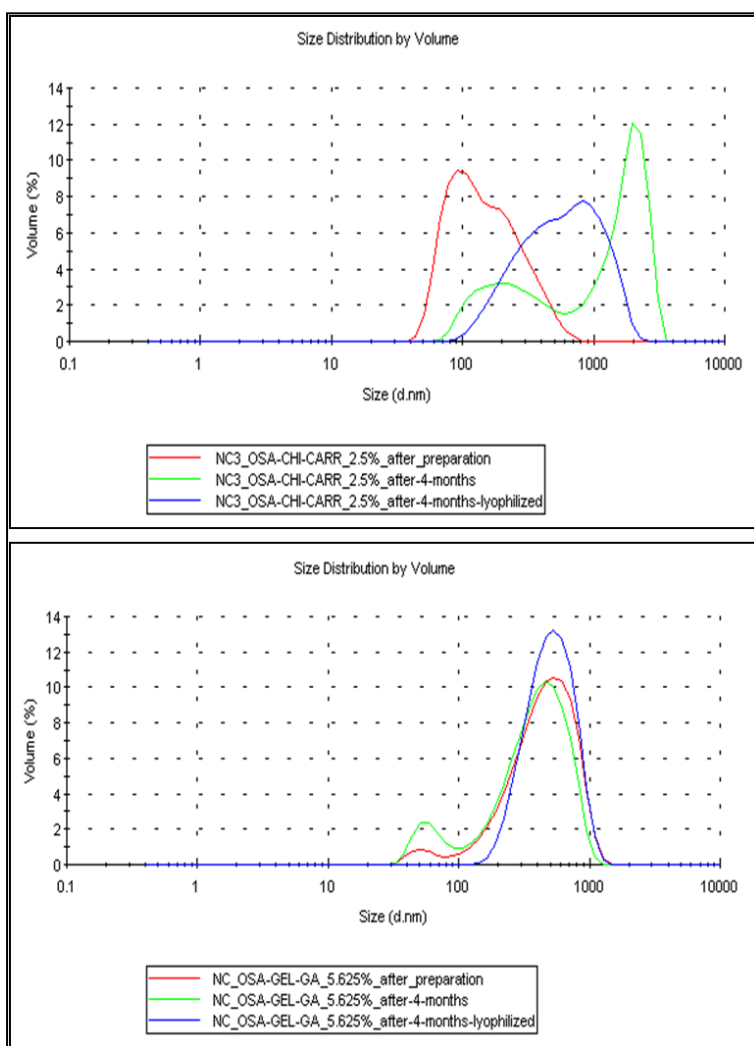 Size Distribution by Volume
14
12
10
8
6
4
2
0
Volume (%)
0.1 1 10 100 1000 10000
Size (d.nm)
NC3_OSA-CHI-CARR_2.5%_after_preparation
NC3_OSA-CHI-CARR_2.5%_after-4-months
NC3_OSA-CHI-CARR_2.5%_after-4-months-lyophilized
Size Distribution by Volume
14
12
10
8
6
4
2
0
Volume (%)
0.1 1 10 100 1000 10000
Size (d.nm)
NC_OSA-GEL-GA_5.625%_after_preparation
NC_OSA-GEL-GA_5.625%_after-4-months
NC_OSA-GEL-GA_5.625%_after-4-months-lyophilized